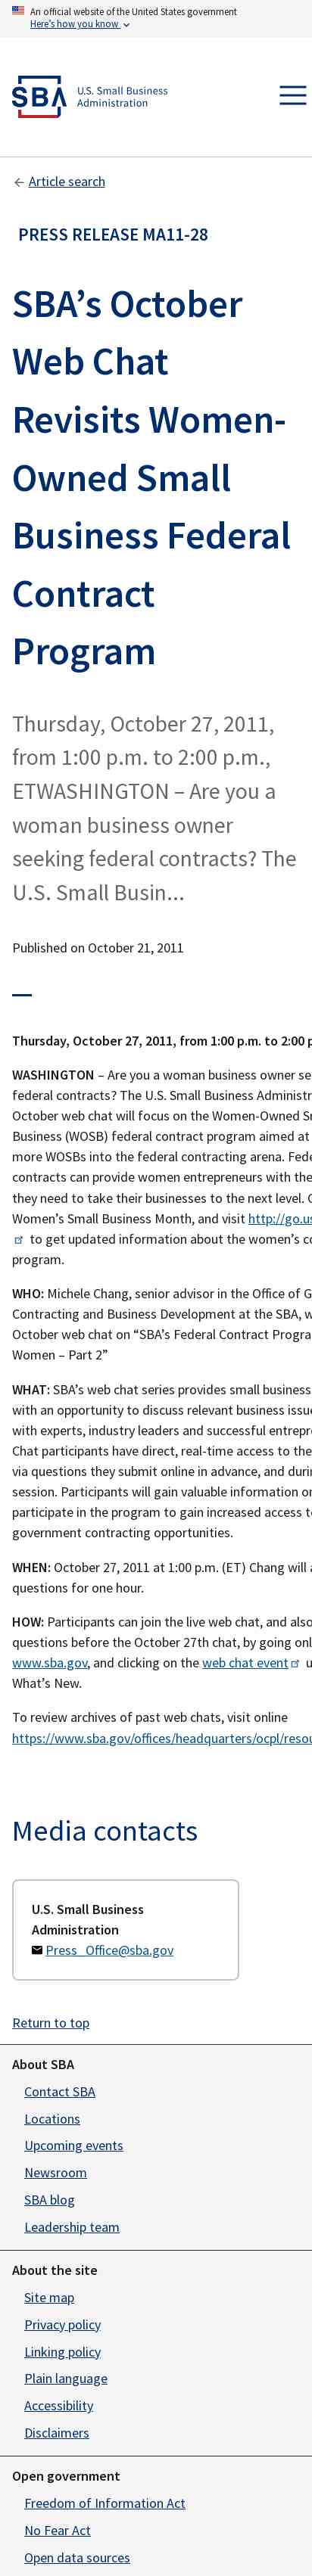 An official website of the United States government
Here's how you know
SBA
U.S. Small Business
Administration
Article search
PRESS RELEASE MA11-28
SBA’s October
Web Chat
Revisits Women-
Owned Small
Business Federal
Contract
Program
Thursday, October 27, 2011,
from 1:00 p.m. to 2:00 p.m.,
ETWASHINGTON – Are you a
woman business owner
seeking federal contracts? The
U.S. Small Busin...
Published on October 21, 2011
Thursday, October 27, 2011, from 1:00 p.m. to 2:00
WASHINGTON – Are you a woman business owner
federal contracts? The U.S. Small Business
October web chat will focus on the Women-Owned
Business (WOSB) federal contract program aimed at
more WOSBs into the federal contracting arena.
contracts can provide women entrepreneurs with
they need to take their businesses to the next level.
Women’s Small Business Month, and visit
to get updated information about the women’s
program.
WHO: Michele Chang, senior advisor in the Office of
Contracting and Business Development at the SBA,
October web chat on “SBA’s Federal Contract
Women – Part 2”
WHAT: SBA’s web chat series provides small business
with an opportunity to discuss relevant business
with experts, industry leaders and successful
Chat participants have direct, real-time access to
via questions they submit online in advance, and
session. Participants will gain valuable information
participate in the program to gain increased access
government contracting opportunities.
WHEN: October 27, 2011 at 1:00 p.m. (ET) Chang will
questions for one hour.
HOW: Participants can join the live web chat, and also
questions before the October 27th chat, by going
www.sba.gov, and clicking on the web chat event
What’s New.
To review archives of past web chats, visit online
https://www.sba.gov/offices/headquarters/ocpl/resou
Media contacts
U.S. Small Business
Administration
Press_Office@sba.gov
Return to top
About SBA
Contact SBA
Locations
Upcoming events
Newsroom
SBA blog
Leadership team
About the site
Site map
Privacy policy
Linking policy
Plain language
Accessibility
Disclaimers
Open government
Freedom of Information Act
No Fear Act
Open data sources